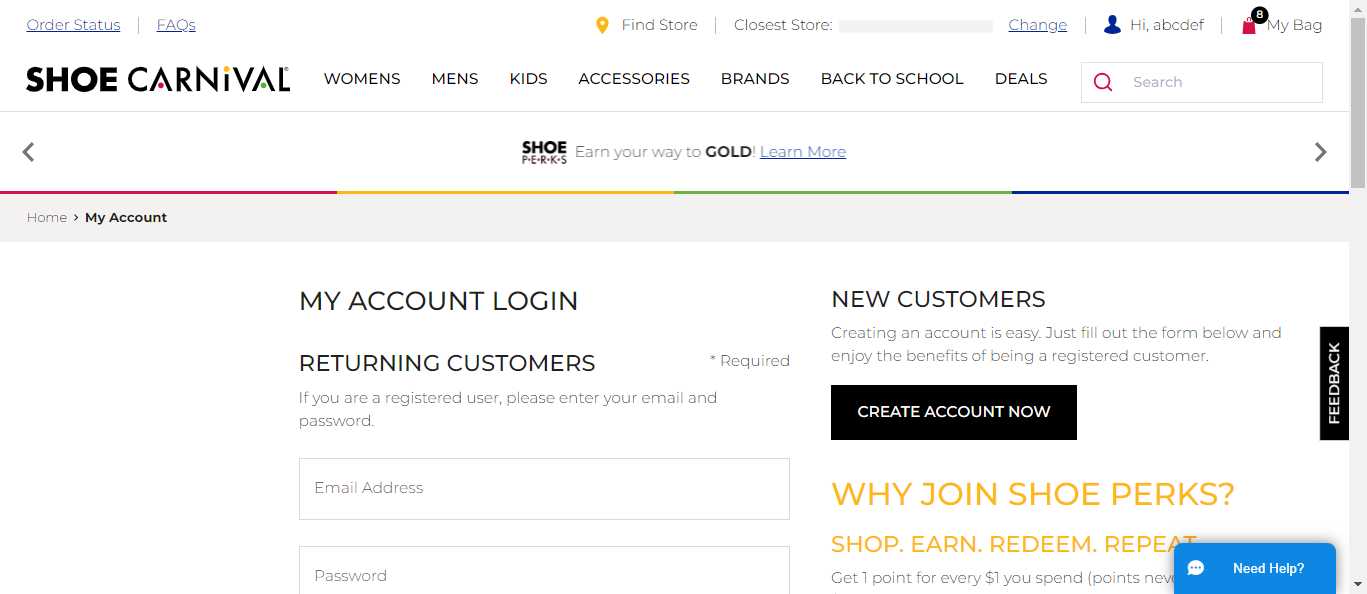 Order Status FAQs Find Store Closest Store: Change Hi, abcdef 8 My Bag
SHOE CARNIVAL WOMENS MENS KIDS ACCESSORIES BRANDS BACK TO SCHOOL DEALS Search
SHOE
P·E·R·K·S
Earn your way to GOLD! Learn More
Home › My Account
MY ACCOUNT LOGIN
RETURNING CUSTOMERS
* Required
If you are a registered user, please enter your email and
password.
Email Address
Password
NEW CUSTOMERS
Creating an account is easy. Just fill out the form below and
enjoy the benefits of being a registered customer.
CREATE ACCOUNT NOW
WHY JOIN SHOE PERKS?
SHOP. EARN. REDEEM. REPEAT
Get 1 point for every $1 you spend (points
FEEDBACK
Need Help?